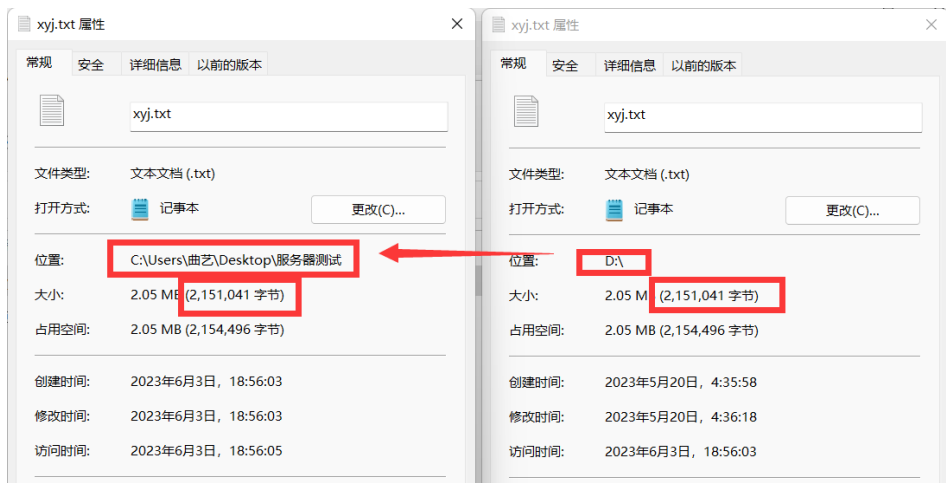 xyj.txt 属性
常规 安全 详细信息 以前的版本
xyj.txt
文件类型: 文本文档 (.txt)
打开方式: 记事本 更改(C)...
位置: C:\Users\曲艺\Desktop\服务器测试
大小: 2.05 MB (2,151,041 字节)
占用空间: 2.05 MB (2,154,496 字节)
创建时间: 2023年6月3日，18:56:03
修改时间: 2023年6月3日，18:56:03
访问时间: 2023年6月3日，18:56:05
xyj.txt 属性
常规 安全 详细信息 以前的版本
xyj.txt
文件类型: 文本文档 (.txt)
打开方式: 记事本 更改(C)...
位置: D:\
大小: 2.05 M (2,151,041 字节)
占用空间: 2.05 MB (2,154,496 字节)
创建时间: 2023年5月20日，4:35:58
修改时间: 2023年5月20日，4:36:18
访问时间: 2023年6月3日，18:56:03